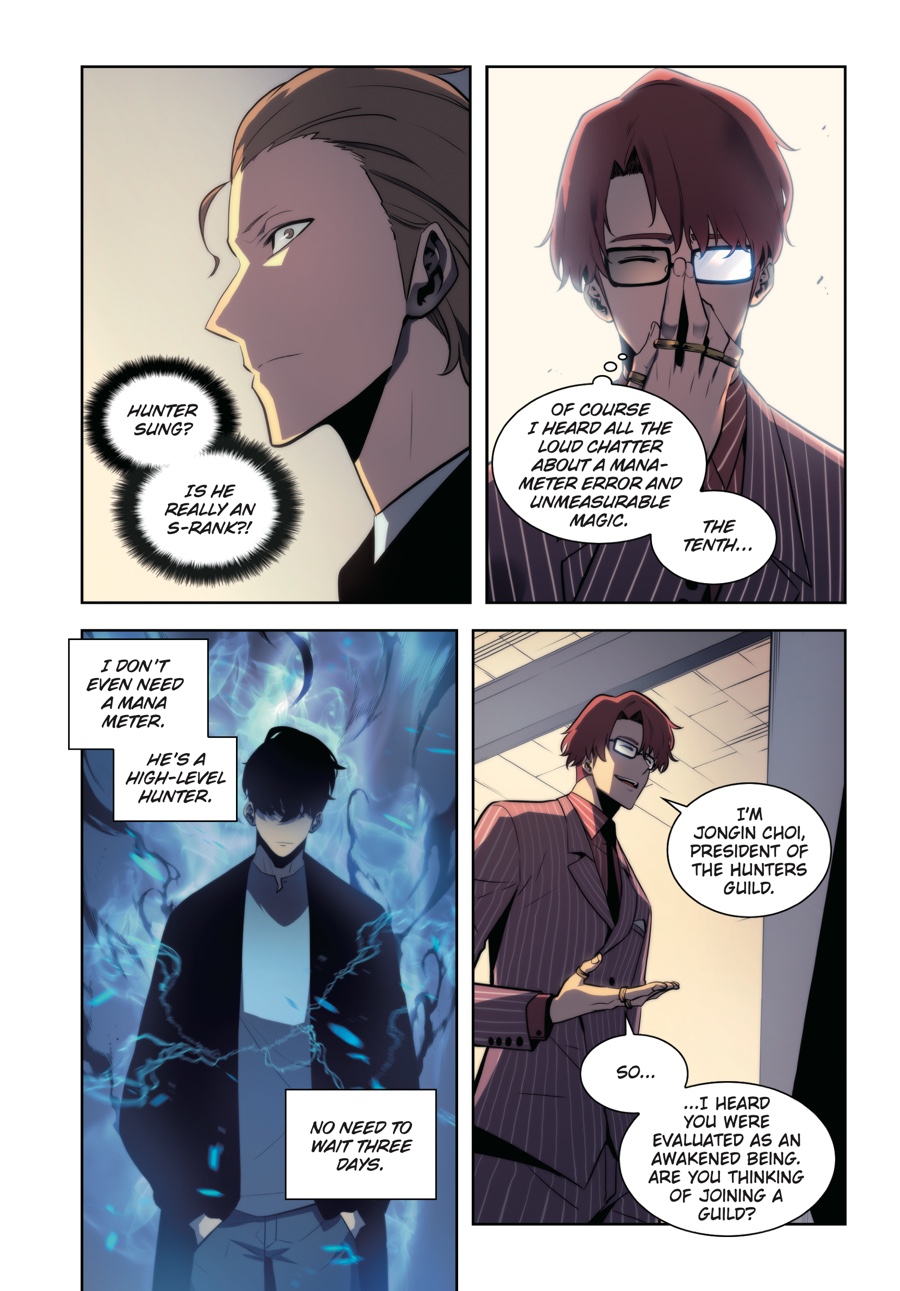 HUNTER
SUNG?
IS HE
REALLY AN
S-RANK?!
OF COURSE
I HEARD ALL THE
LOUD CHATTER
ABOUT A MANA-
METER ERROR AND
UNMEASURABLE
MAGIC.
THE
TENTH...
I DON'T
EVEN NEED
A MANA
METER.
HE'S A
HIGH-LEVEL
HUNTER.
NO NEED TO
WAIT THREE
DAYS.
I'M
JONGIN CHOI,
PRESIDENT OF
THE HUNTERS
GUILD.
SO...
...I HEARD
YOU WERE
EVALUATED AS AN
AWAKENED BEING.
ARE YOU THINKING
OF JOINING A
GUILD?